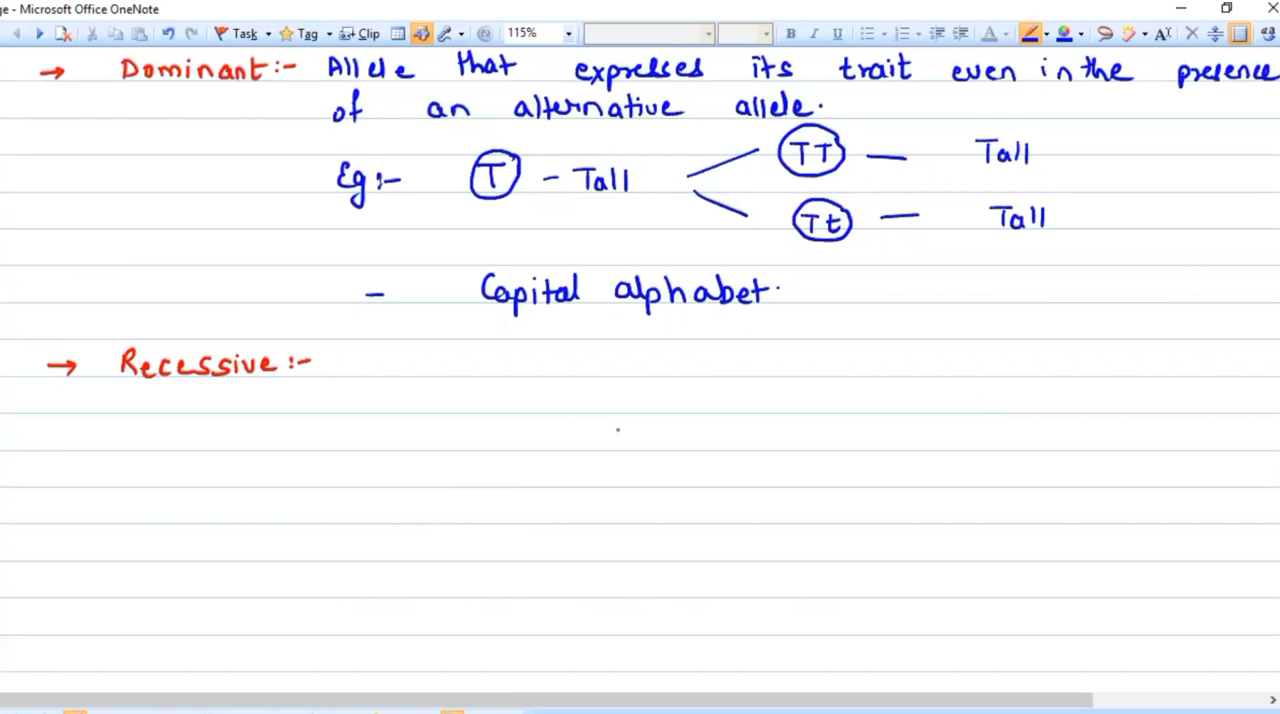 ge - Microsoft Office OneNote
Task Tag Clip 115% B I U A
→ Dominant :- Allele that expresses its trait even in the presence
of an alternative allele.
Eg :- T - Tall TT — Tall
Tt — Tall
- Capital alphabet.
→ Recessive :-